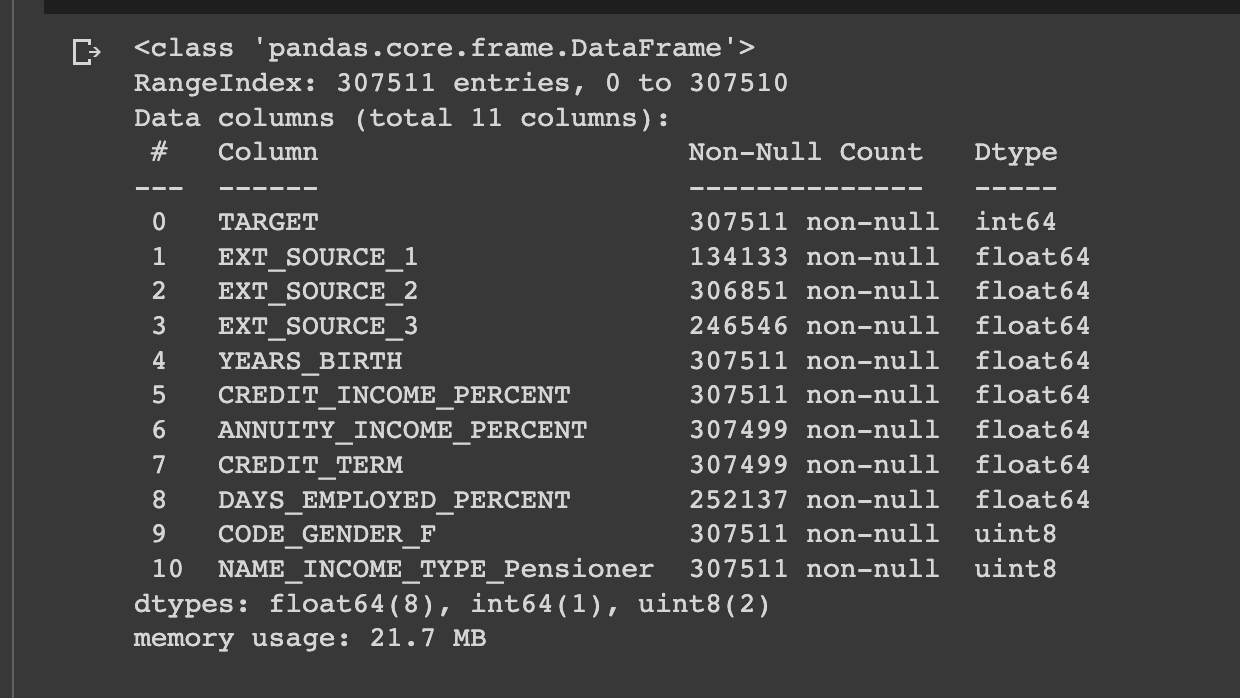 <class 'pandas.core.frame.DataFrame'>
RangeIndex: 307511 entries, 0 to 307510
Data columns (total 11 columns):
 #   Column                      Non-Null Count   Dtype
---  ------                      --------------   -----
 0   TARGET                      307511 non-null  int64
 1   EXT_SOURCE_1                134133 non-null  float64
 2   EXT_SOURCE_2                306851 non-null  float64
 3   EXT_SOURCE_3                246546 non-null  float64
 4   YEARS_BIRTH                 307511 non-null  float64
 5   CREDIT_INCOME_PERCENT       307511 non-null  float64
 6   ANNUITY_INCOME_PERCENT      307499 non-null  float64
 7   CREDIT_TERM                 307499 non-null  float64
 8   DAYS_EMPLOYED_PERCENT       252137 non-null  float64
 9   CODE_GENDER_F               307511 non-null  uint8
 10  NAME_INCOME_TYPE_Pensioner  307511 non-null  uint8
dtypes: float64(8), int64(1), uint8(2)
memory usage: 21.7 MB